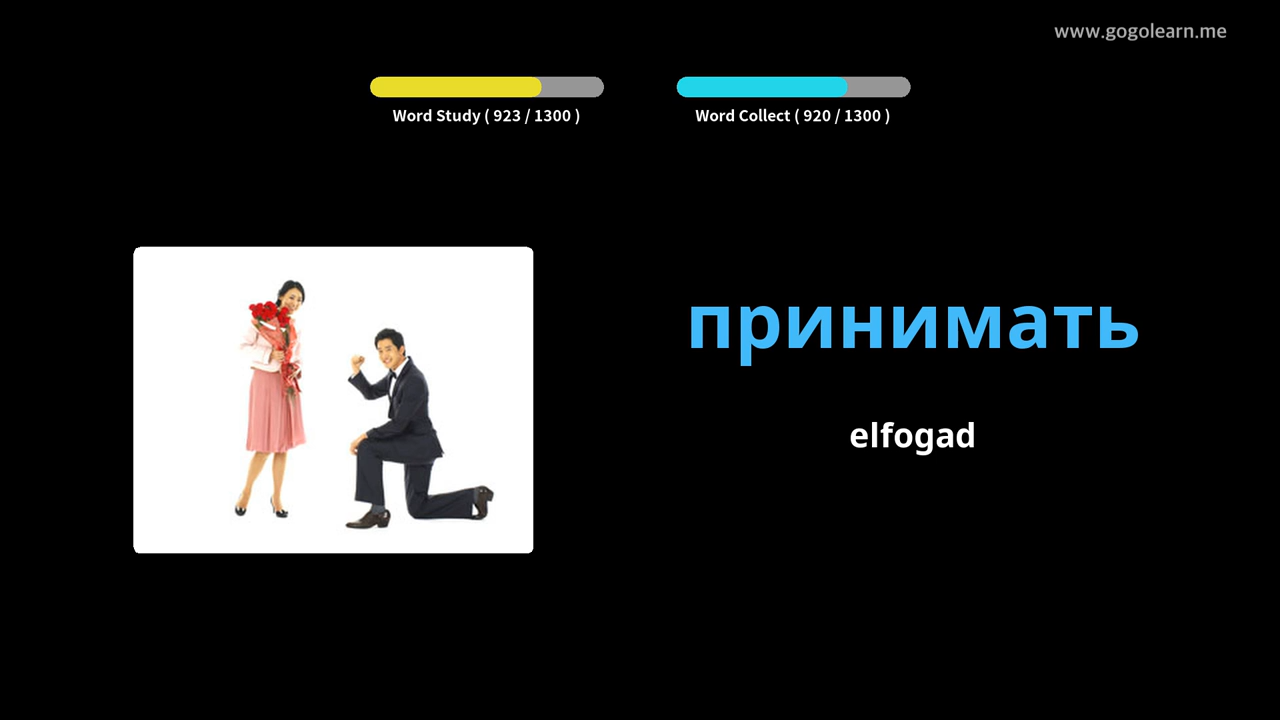 www.gogolearn.me
Word Study ( 923 / 1300 )
Word Collect ( 920 / 1300 )
принимать
elfogad